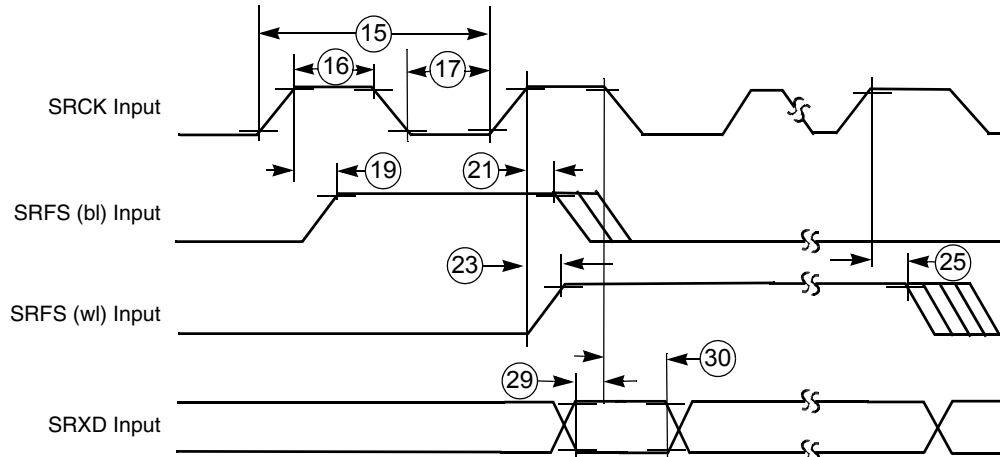 15
16
17
SRCK Input
19
21
SRFS (bl) Input
23
25
SRFS (wl) Input
30
29
SRXD Input